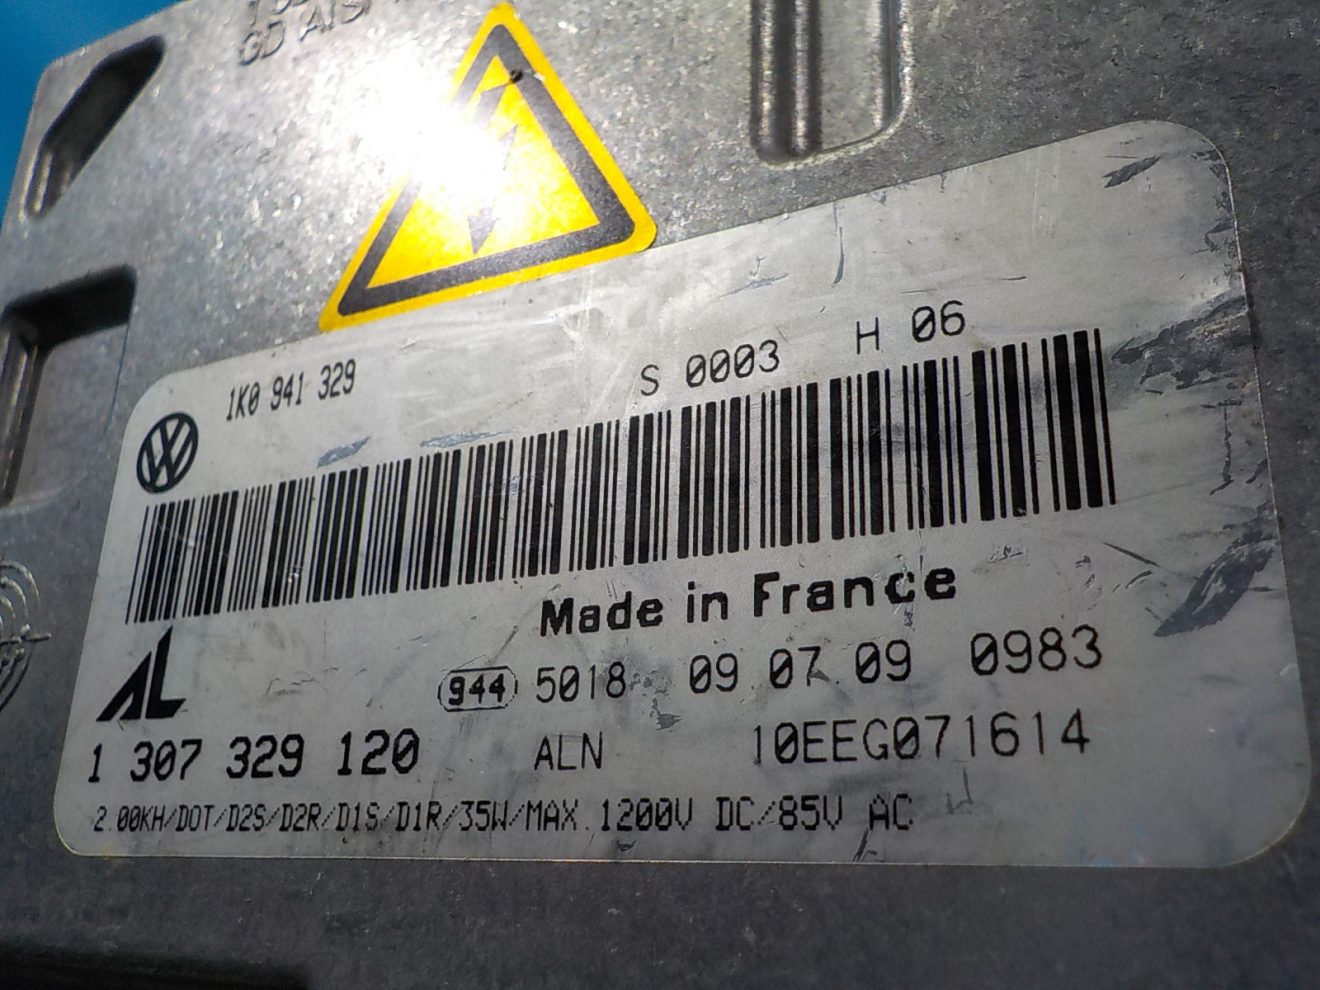 1K0 941 329
S 0003 H 06
Made in France
944 5018 09 07 09 0983
AL
1 307 329 120 ALN 10EEG071614
2.00KH/DOT/D2S/D2R/D1S/D1R/35W/MAX.1200V DC/85V AC